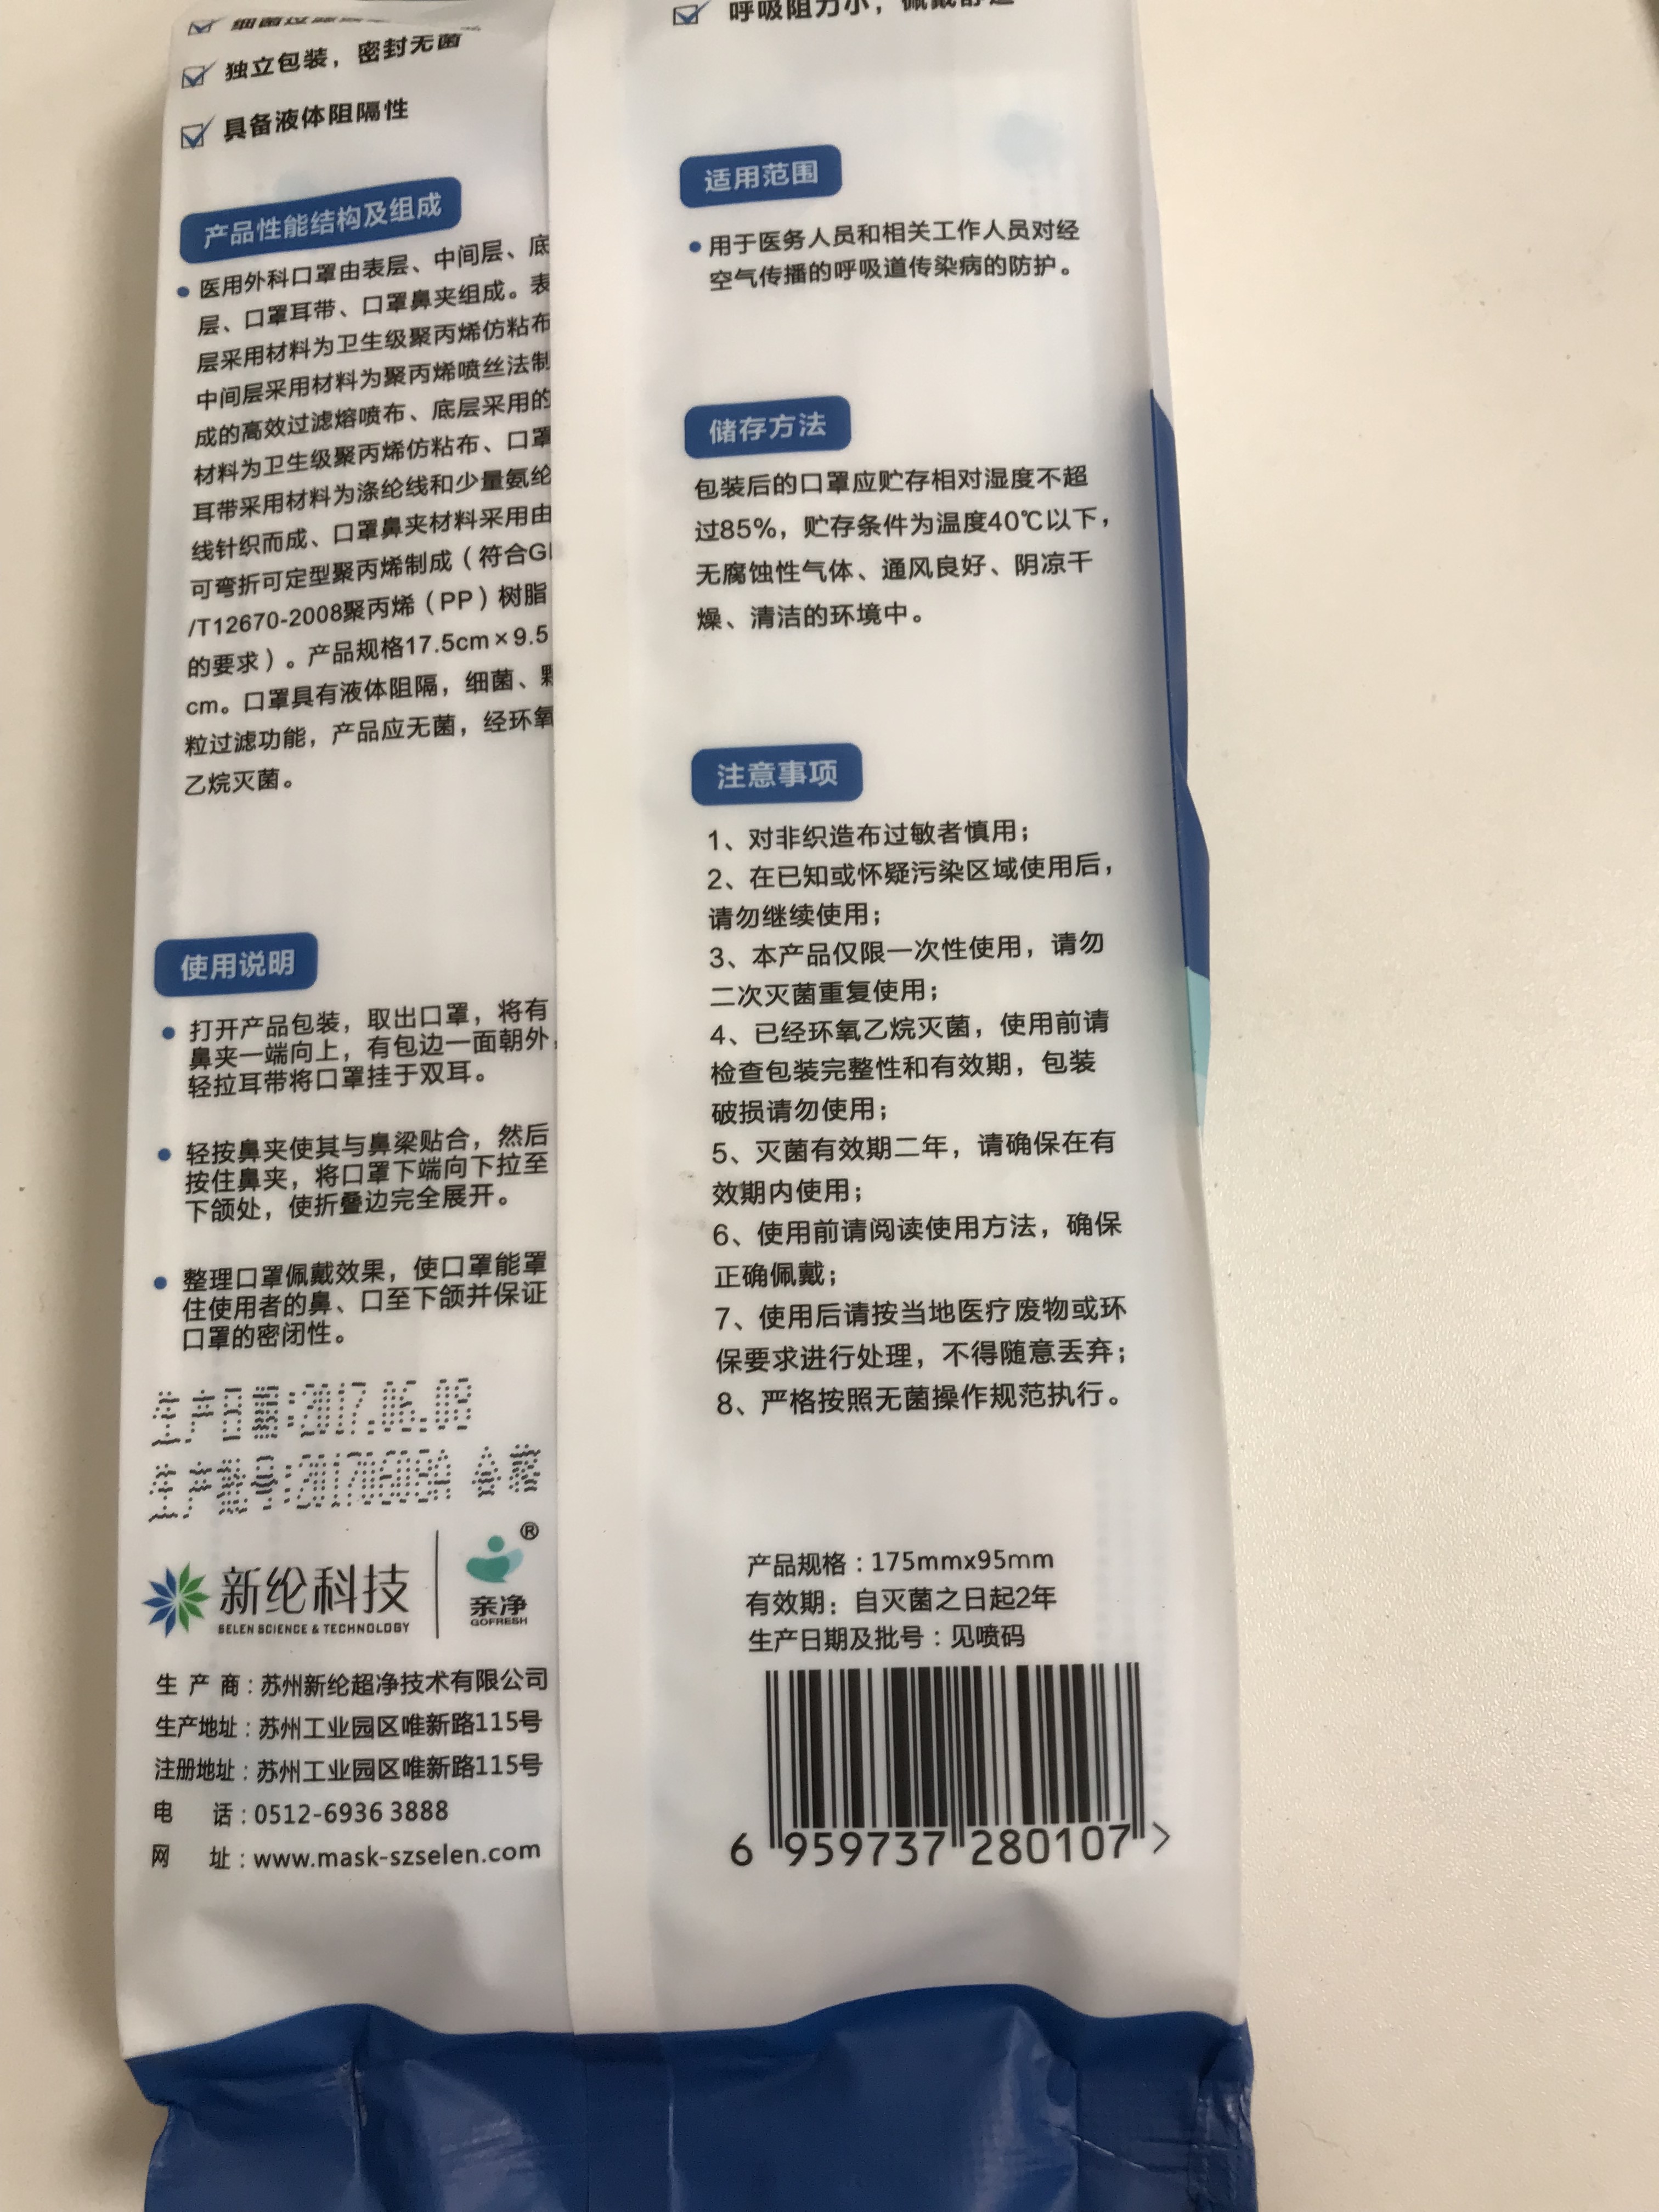 独立包装，密封无菌
具备液体阻隔性
产品性能结构及组成
医用外科口罩由表层、中间层、底
层、口罩耳带、口罩鼻夹组成。表
层采用材料为卫生级聚丙烯仿粘布
中间层采用材料为聚丙烯喷丝法制
成的高效过滤熔喷布、底层采用的
材料为卫生级聚丙烯仿粘布、口罩
耳带采用材料为涤纶线和少量氨纶
线针织而成、口罩鼻夹材料采用由
可弯折可定型聚丙烯制成（符合G
/T12670-2008聚丙烯（PP）树脂
的要求）。产品规格17.5cm×9.5
cm。口罩具有液体阻隔，细菌、颗
粒过滤功能，产品应无菌，经环氧
乙烷灭菌。
使用说明
打开产品包装，取出口罩，将有
鼻夹一端向上，有包边一面朝外，
轻拉耳带将口罩挂于双耳。
轻按鼻夹使其与鼻梁贴合，然后
按住鼻夹，将口罩下端向下拉至
下颌处，使折叠边完全展开。
整理口罩佩戴效果，使口罩能罩
住使用者的鼻、口至下颌并保证
口罩的密闭性。
生产日期:2017.06.08
生产批号: 合格
新纶科技
SELEN SCIENCE & TECHNOLOGY
®
亲净
GOFRESH
生产商：苏州新纶超净技术有限公司
生产地址：苏州工业园区唯新路115号
注册地址：苏州工业园区唯新路115号
电话：0512-6936 3888
网址：www.mask-szselen.com
呼吸阻力小，佩戴舒适
适用范围
用于医务人员和相关工作人员对经
空气传播的呼吸道传染病的防护。
储存方法
包装后的口罩应贮存相对湿度不超
过85%，贮存条件为温度40℃以下，
无腐蚀性气体、通风良好、阴凉干
燥、清洁的环境中。
注意事项
1、对非织造布过敏者慎用；
2、在已知或怀疑污染区域使用后，
请勿继续使用；
3、本产品仅限一次性使用，请勿
二次灭菌重复使用；
4、已经环氧乙烷灭菌，使用前请
检查包装完整性和有效期，包装
破损请勿使用；
5、灭菌有效期二年，请确保在有
效期内使用；
6、使用前请阅读使用方法，确保
正确佩戴；
7、使用后请按当地医疗废物或环
保要求进行处理，不得随意丢弃；
8、严格按照无菌操作规范执行。
产品规格：175mmx95mm
有效期：自灭菌之日起2年
生产日期及批号：见喷码
6 959737 280107 >